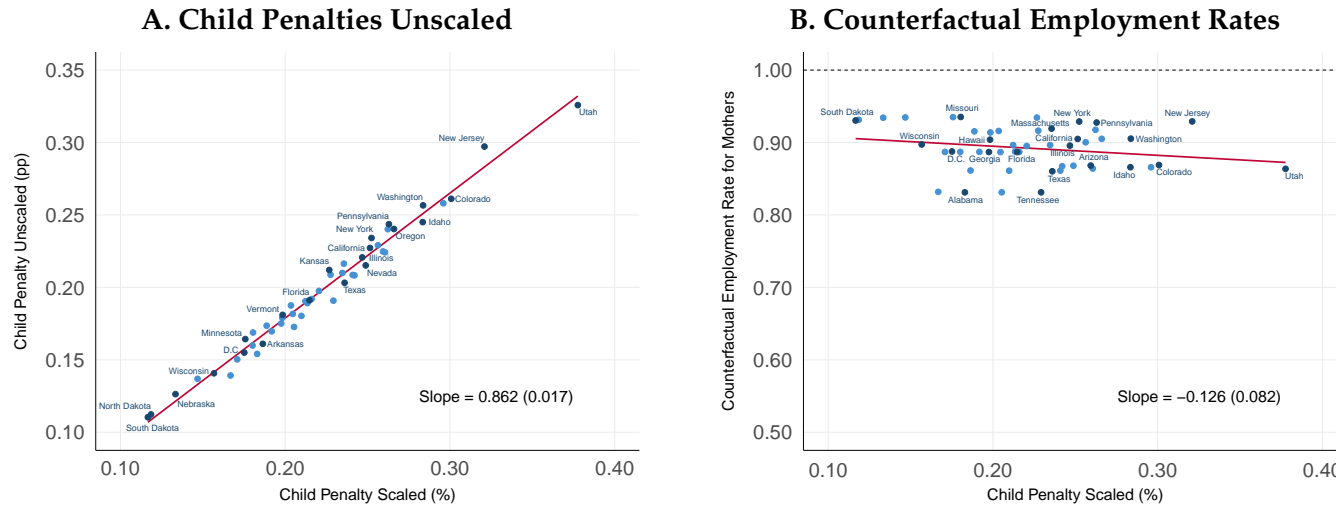 A. Child Penalties Unscaled
Child Penalty Unscaled (pp)
0.35
0.30
0.25
0.20
0.15
0.10
Utah
New Jersey
Washington
Colorado
Pennsylvania
Idaho
New York
Oregon
California
Illinois
Kansas
Nevada
Texas
Florida
Vermont
Minnesota
Arkansas
D.C.
Wisconsin
Nebraska
North Dakota
South Dakota
Slope = 0.862 (0.017)
0.10 0.20 0.30 0.40
Child Penalty Scaled (%)
B. Counterfactual Employment Rates
Counterfactual Employment Rate for Mothers
1.00
0.90
0.80
0.70
0.60
0.50
South Dakota
Missouri
New York
New Jersey
Massachusetts
Pennsylvania
Wisconsin
Hawaii
California
Washington
D.C.
Georgia
Florida
Illinois
Arizona
Texas
Idaho
Colorado
Utah
Alabama
Tennessee
Slope = −0.126 (0.082)
0.10 0.20 0.30 0.40
Child Penalty Scaled (%)